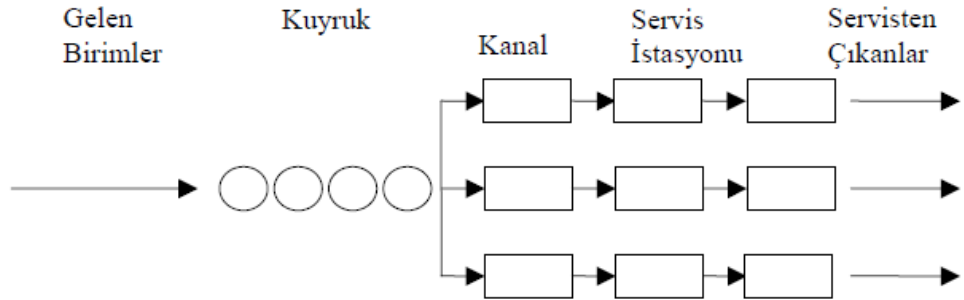 Gelen
Birimler
Kuyruk
Kanal
Servis
İstasyonu
Servisten
Çıkanlar